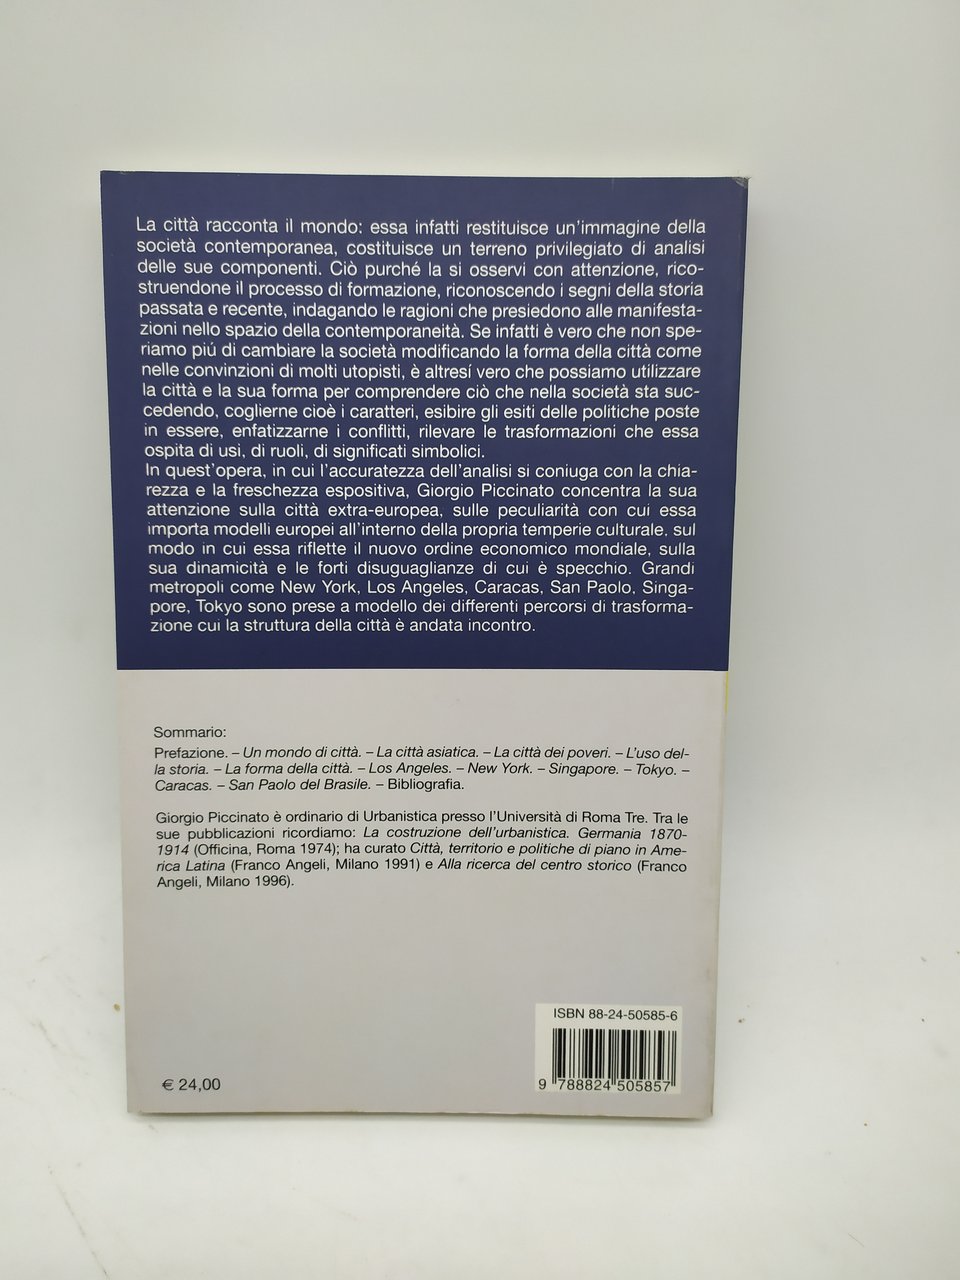 La città racconta il mondo: essa infatti restituisce un'immagine della
società contemporanea, costituisce un terreno privilegiato di analisi
delle sue componenti. Ciò purché la si osservi con attenzione, rico-
struendone il processo di formazione, riconoscendo i segni della storia
passata e recente, indagando le ragioni che presiedono alle manifesta-
zioni nello spazio della contemporaneità. Se infatti è vero che non spe-
riamo piú di cambiare la società modificando la forma della città come
nelle convinzioni di molti utopisti, è altresí vero che possiamo utilizzare
la città e la sua forma per comprendere ciò che nella società sta suc-
cedendo, coglierne cioè i caratteri, esibire gli esiti delle politiche poste
in essere, enfatizzarne i conflitti, rilevare le trasformazioni che essa
ospita di usi, di ruoli, di significati simbolici.
In quest'opera, in cui l'accuratezza dell'analisi si coniuga con la chia-
rezza e la freschezza espositiva, Giorgio Piccinato concentra la sua
attenzione sulla città extra-europea, sulle peculiarità con cui essa
importa modelli europei all'interno della propria temperie culturale, sul
modo in cui essa riflette il nuovo ordine economico mondiale, sulla
sua dinamicità e le forti disuguaglianze di cui è specchio. Grandi
metropoli come New York, Los Angeles, Caracas, San Paolo, Singa-
pore, Tokyo sono prese a modello dei differenti percorsi di trasforma-
zione cui la struttura della città è andata incontro.
Sommario:
Prefazione. – Un mondo di città. – La città asiatica. – La città dei poveri. – L'uso del-
la storia. – La forma della città. – Los Angeles. – New York. – Singapore. – Tokyo. –
Caracas. – San Paolo del Brasile. – Bibliografia.
Giorgio Piccinato è ordinario di Urbanistica presso l'Università di Roma Tre. Tra le
sue pubblicazioni ricordiamo: La costruzione dell'urbanistica. Germania 1870-
1914 (Officina, Roma 1974); ha curato Città, territorio e politiche di piano in Ame-
rica Latina (Franco Angeli, Milano 1991) e Alla ricerca del centro storico (Franco
Angeli, Milano 1996).
ISBN 88-24-50585-6
9 788824 505857
€ 24,00